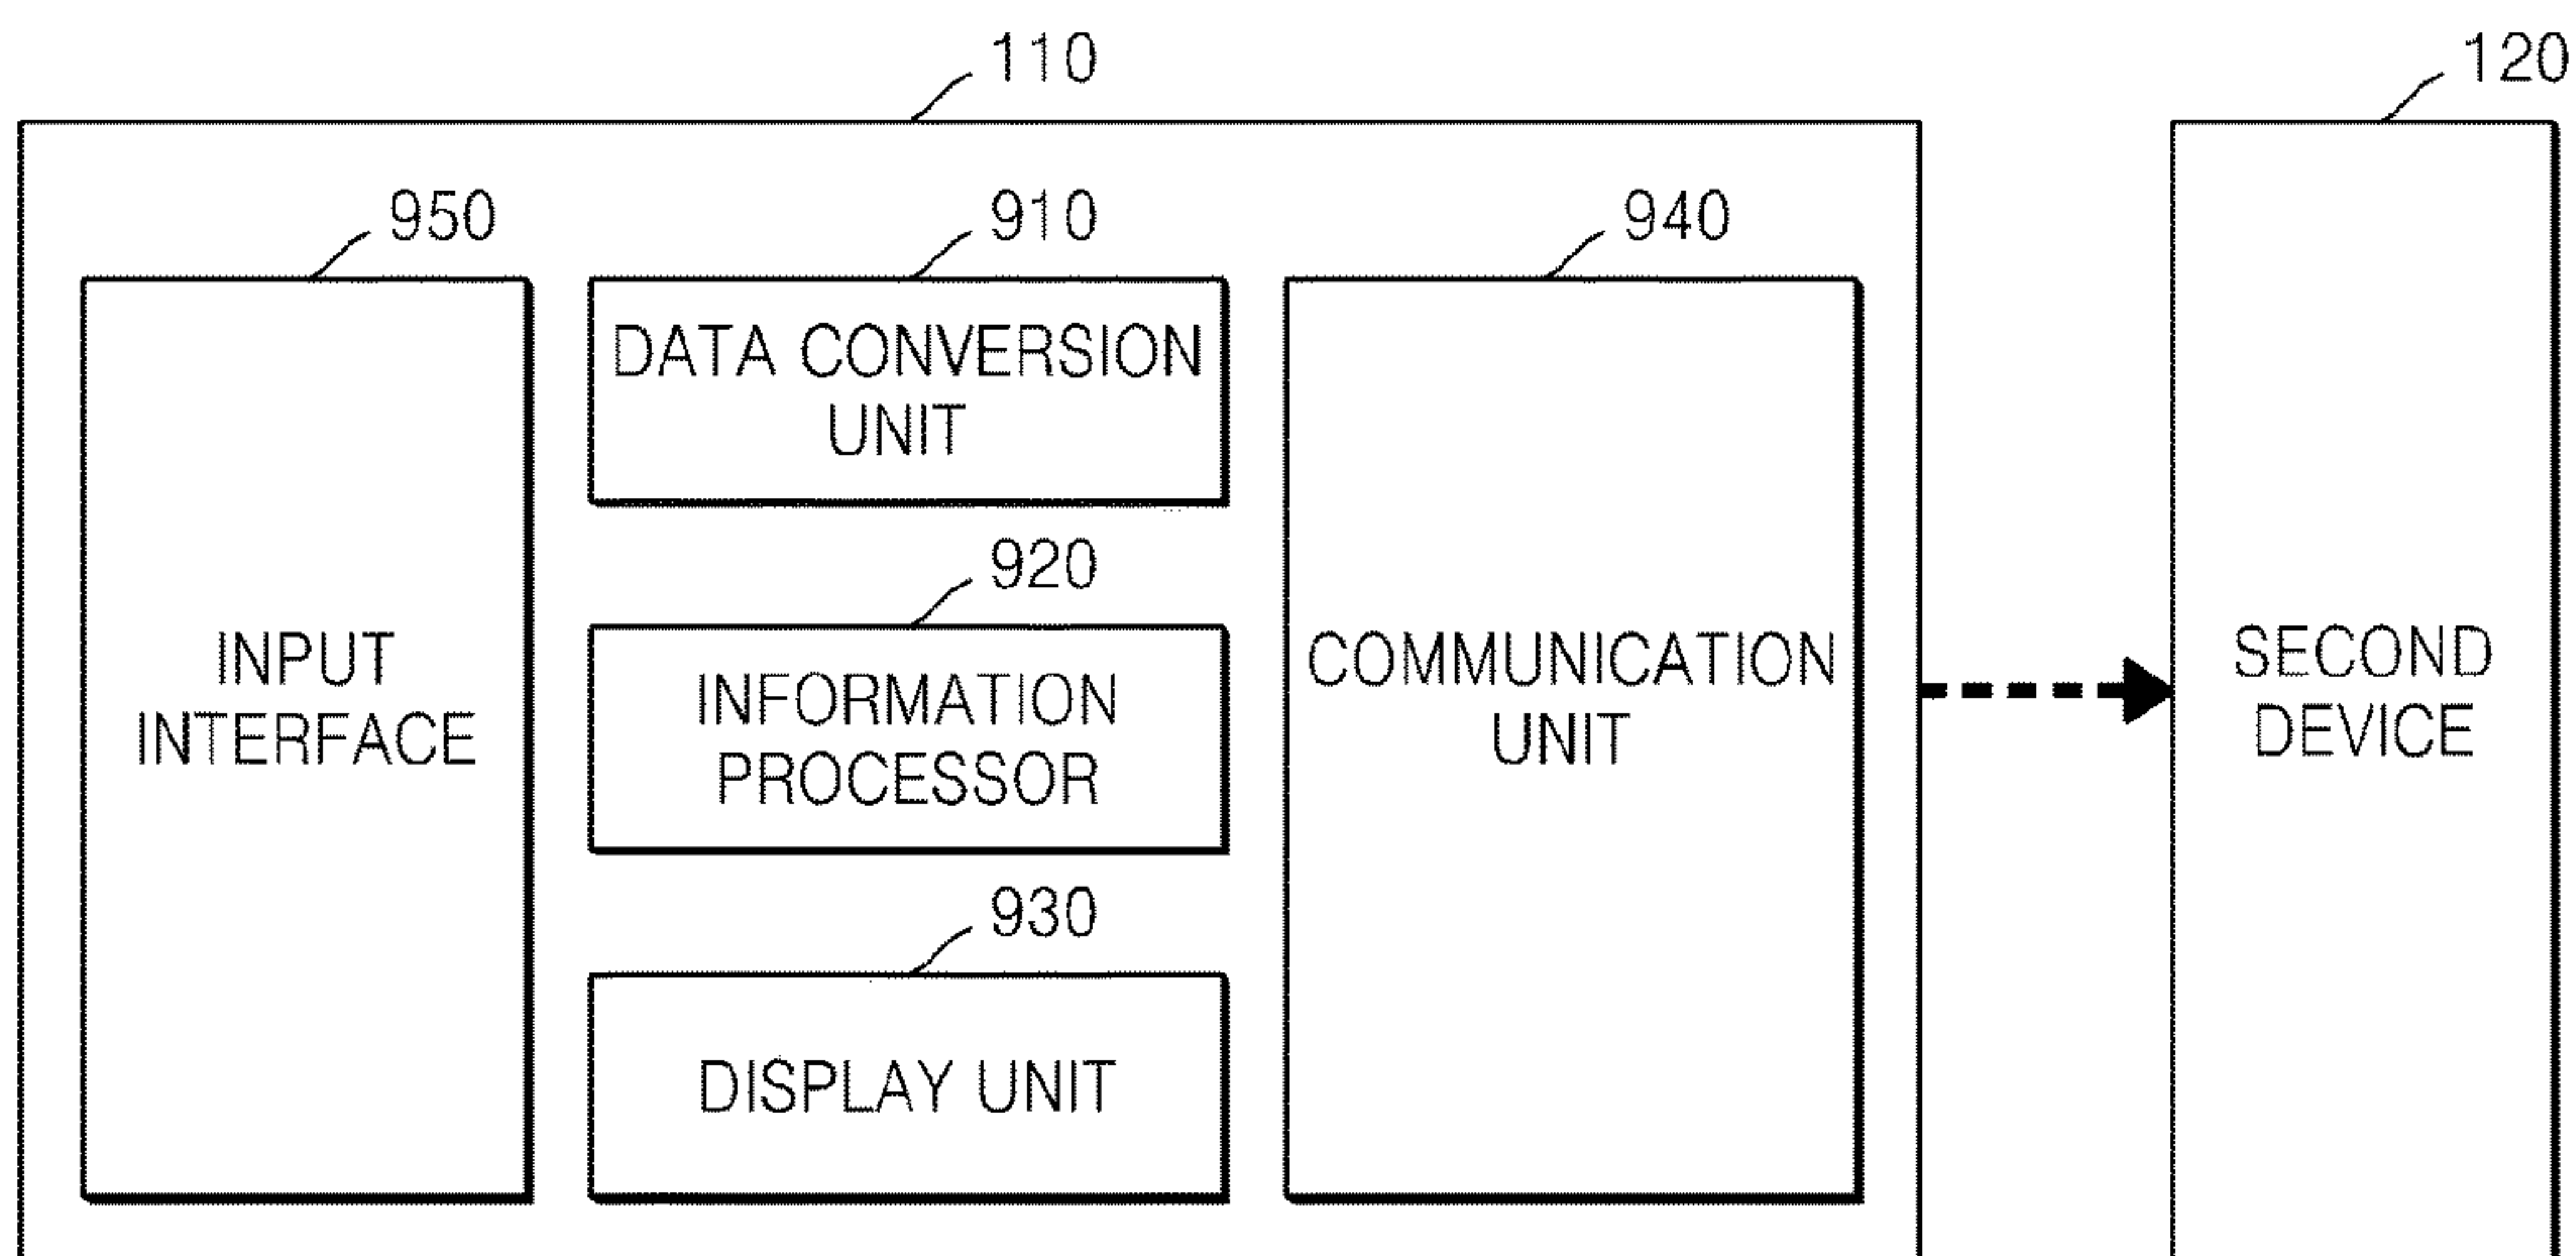 110
120
950
910
940
DATA CONVERSION
UNIT
920
INPUT
INTERFACE
INFORMATION
PROCESSOR
COMMUNICATION
UNIT
SECOND
DEVICE
930
DISPLAY UNIT